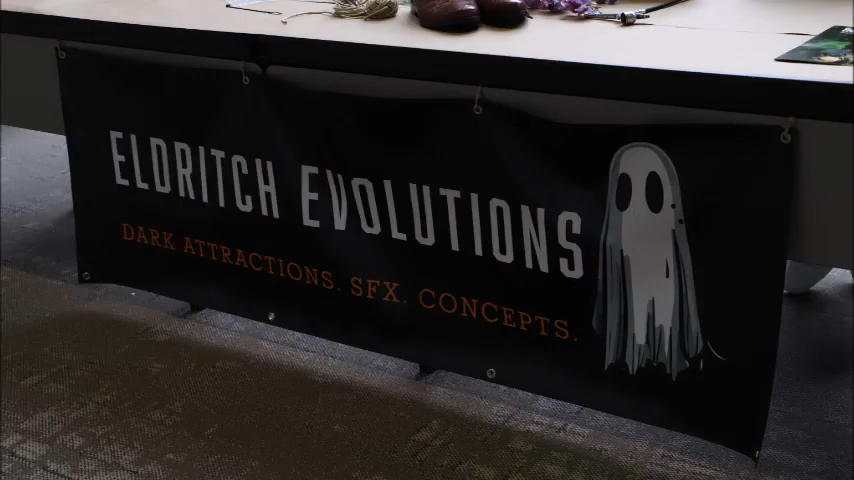 ELDRITCH EVOLUTIONS
DARK ATTRACTIONS. SFX. CONCEPTS.